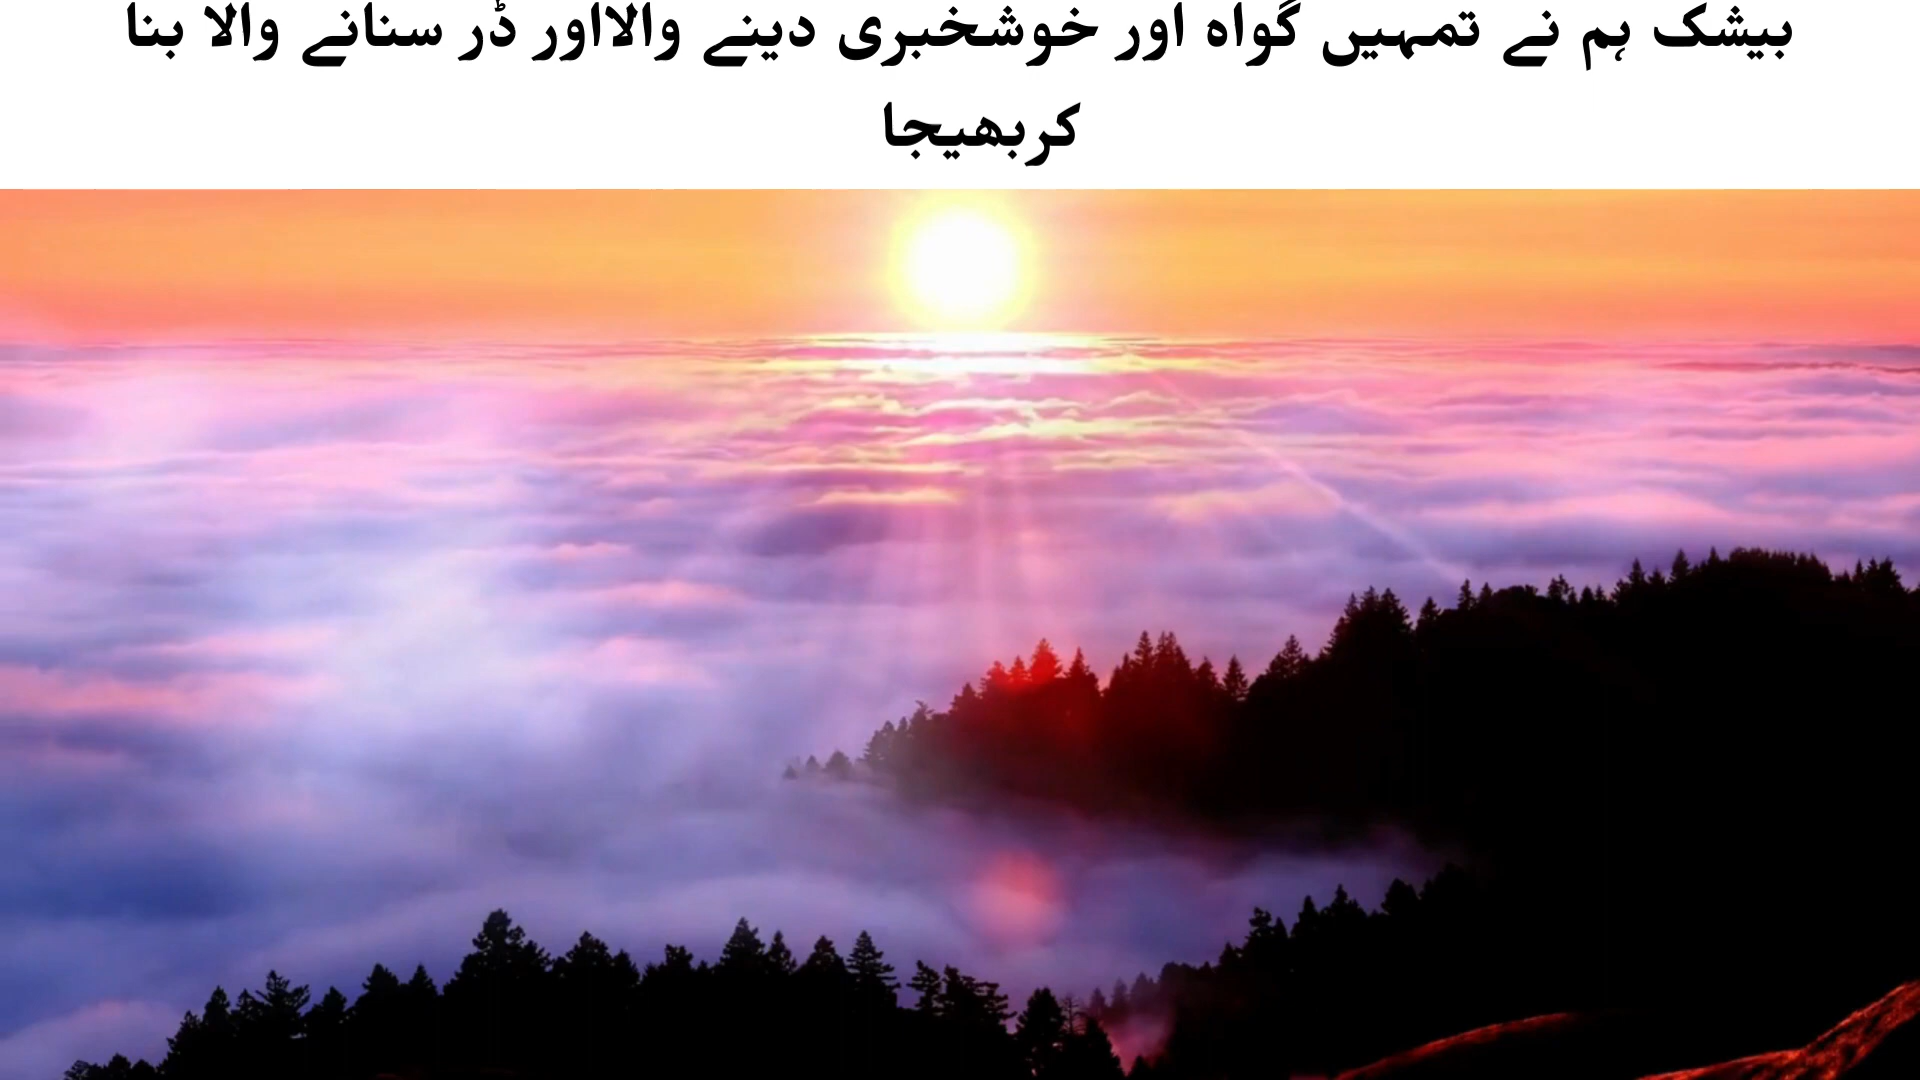 بیشک ہم نے تمہیں گواہ اور خوشخبری دینے والااور ڈر سنانے والا بنا
کربھیجا